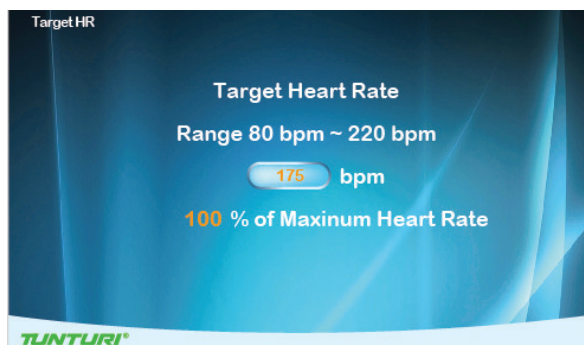 Target HR
Target Heart Rate
Range 80 bpm ~ 220 bpm
175 bpm
100 % of Maxinum Heart Rate
TUNTURI®